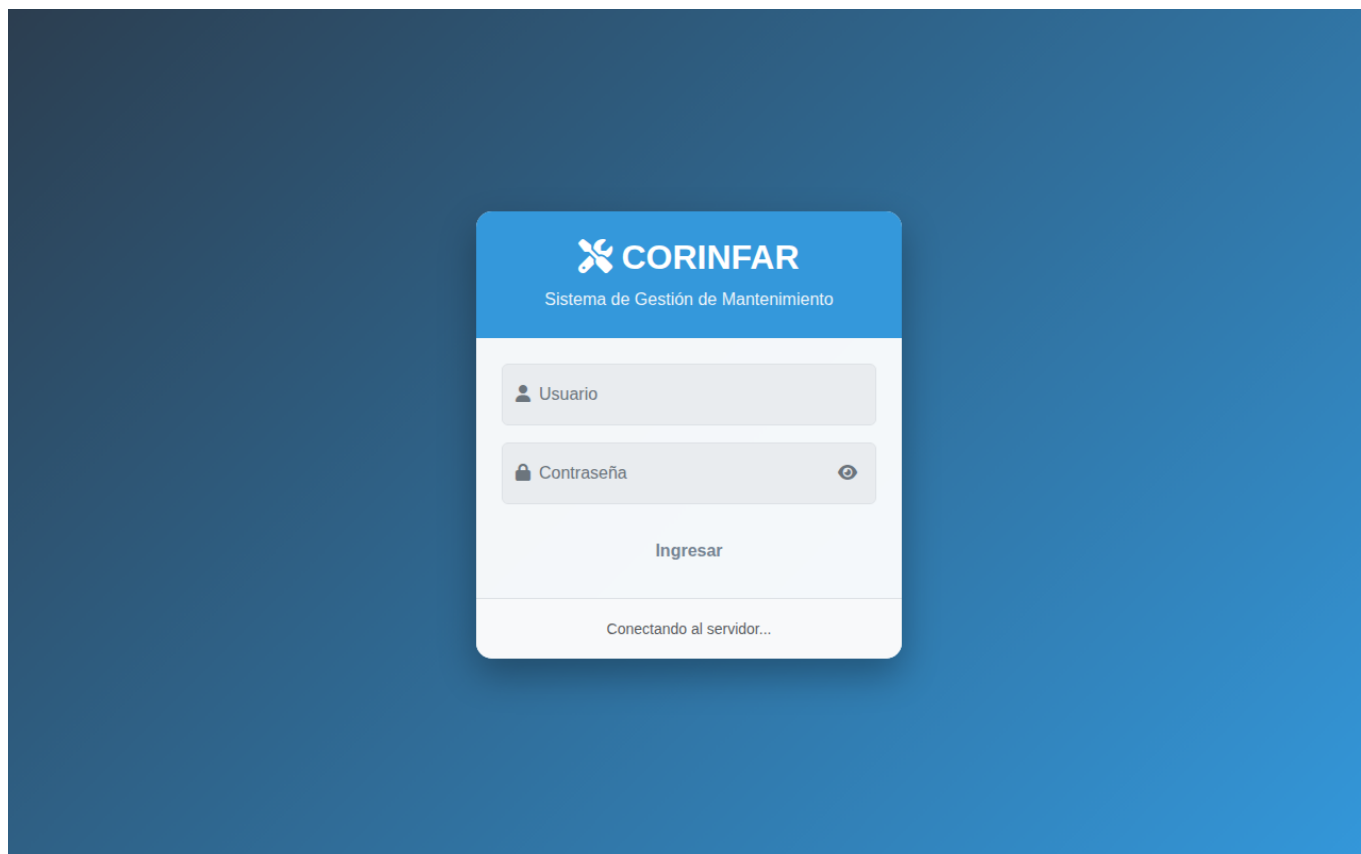 CORINFAR
Sistema de Gestión de Mantenimiento
Usuario
Contraseña
Ingresar
Conectando al servidor...